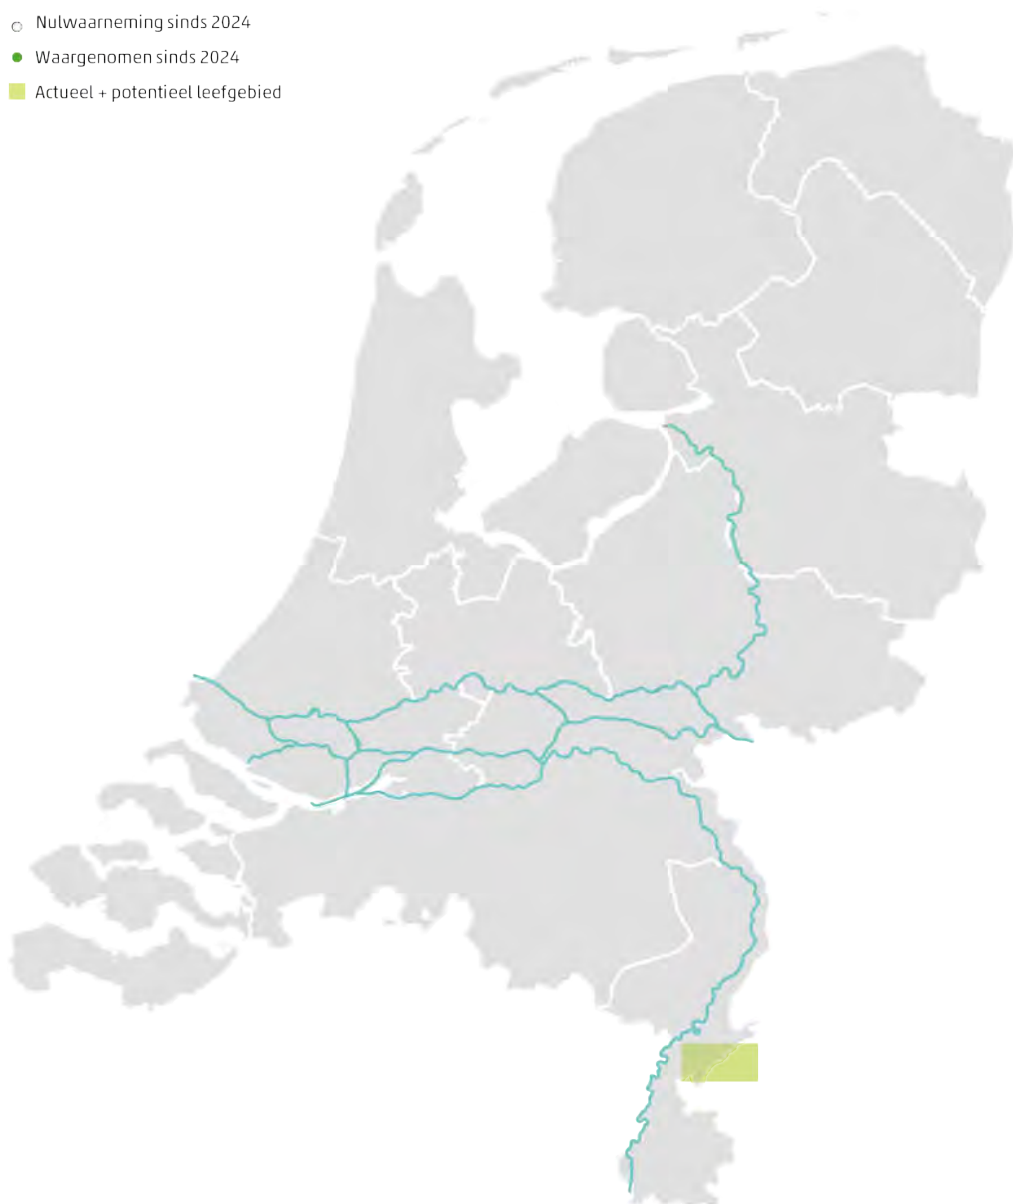 Nulwaarneming sinds 2024
Waargenomen sinds 2024
Actueel + potentieel leefgebied